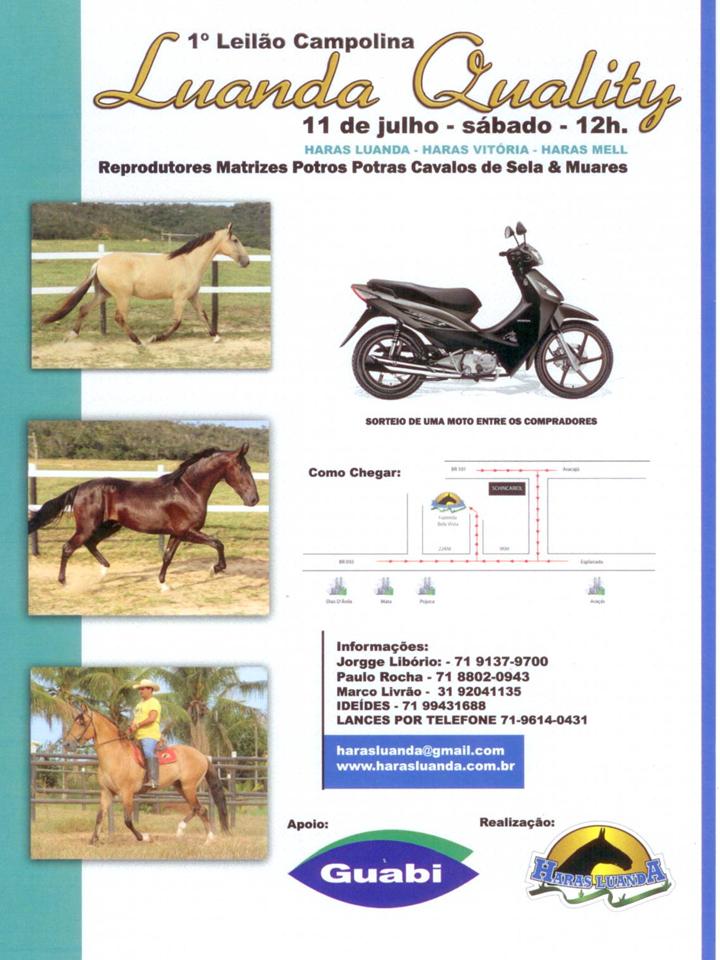 1º Leilão Campolina
Luanda Quality
11 de julho - sábado - 12h.
HARAS LUANDA - HARAS VITÓRIA - HARAS MELL
Reprodutores Matrizes Potros Potras Cavalos de Sela & Muares
SORTEIO DE UMA MOTO ENTRE OS COMPRADORES
Como Chegar:
BR 101
Aracajú
SCHINCARIOL
Fazenda
Bela Vista
22KM
9KM
Esplanada
Dias D'Ávila
Mata
Pojuca
Informações:
Jorgge Libório: - 71 9137-9700
Paulo Rocha - 71 8802-0943
Marco Livrão - 31 92041135
IDEÍDES - 71 99431688
LANCES POR TELEFONE 71-9614-0431
harasluanda@gmail.com
www.harasluanda.com.br
Apoio:
Guabi
Realização:
HARAS LUANDA